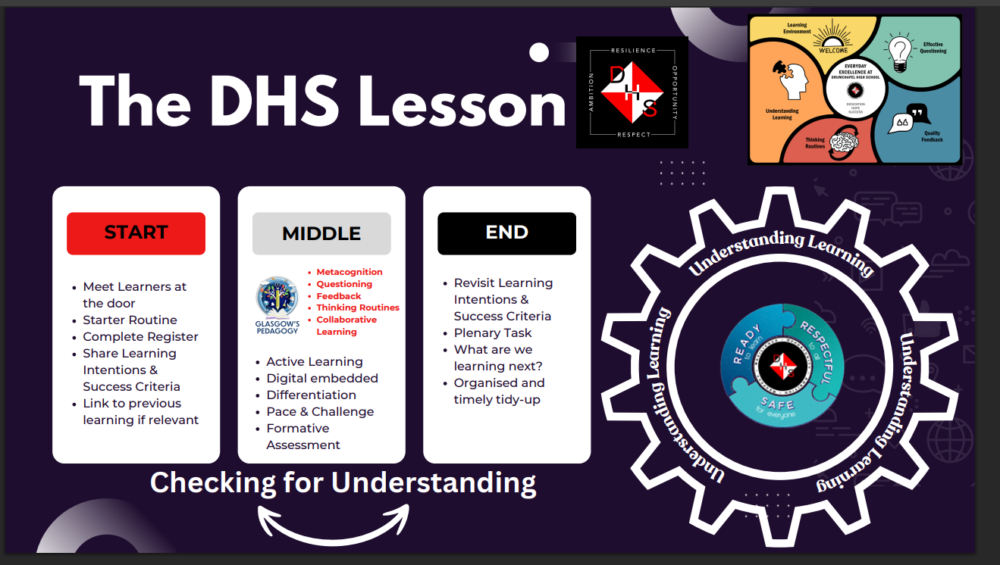 The DHS Lesson
RESILIENCE
AMBITION
OPPORTUNITY
RESPECT
DHS
Learning
Environment
WELCOME
Effective
Questioning
EVERYDAY
EXCELLENCE AT
DRUMCHAPEL HIGH SCHOOL
DEDICATION
HOPE
SUCCESS
Understanding
Learning
Thinking
Routines
Quality
Feedback
START
• Meet Learners at
the door
• Starter Routine
• Complete Register
• Share Learning
Intentions &
Success Criteria
• Link to previous
learning if relevant
MIDDLE
GLASGOW'S
PEDAGOGY
• Metacognition
• Questioning
• Feedback
• Thinking Routines
• Collaborative
Learning
• Active Learning
• Digital embedded
• Differentiation
• Pace & Challenge
• Formative
Assessment
END
• Revisit Learning
Intentions &
Success Criteria
• Plenary Task
• What are we
learning next?
• Organised and
timely tidy-up
Checking for Understanding
Understanding Learning
Understanding Learning
Understanding Learning
READY
to learn
RESPECTFUL
to all
SAFE
for everyone
DHS